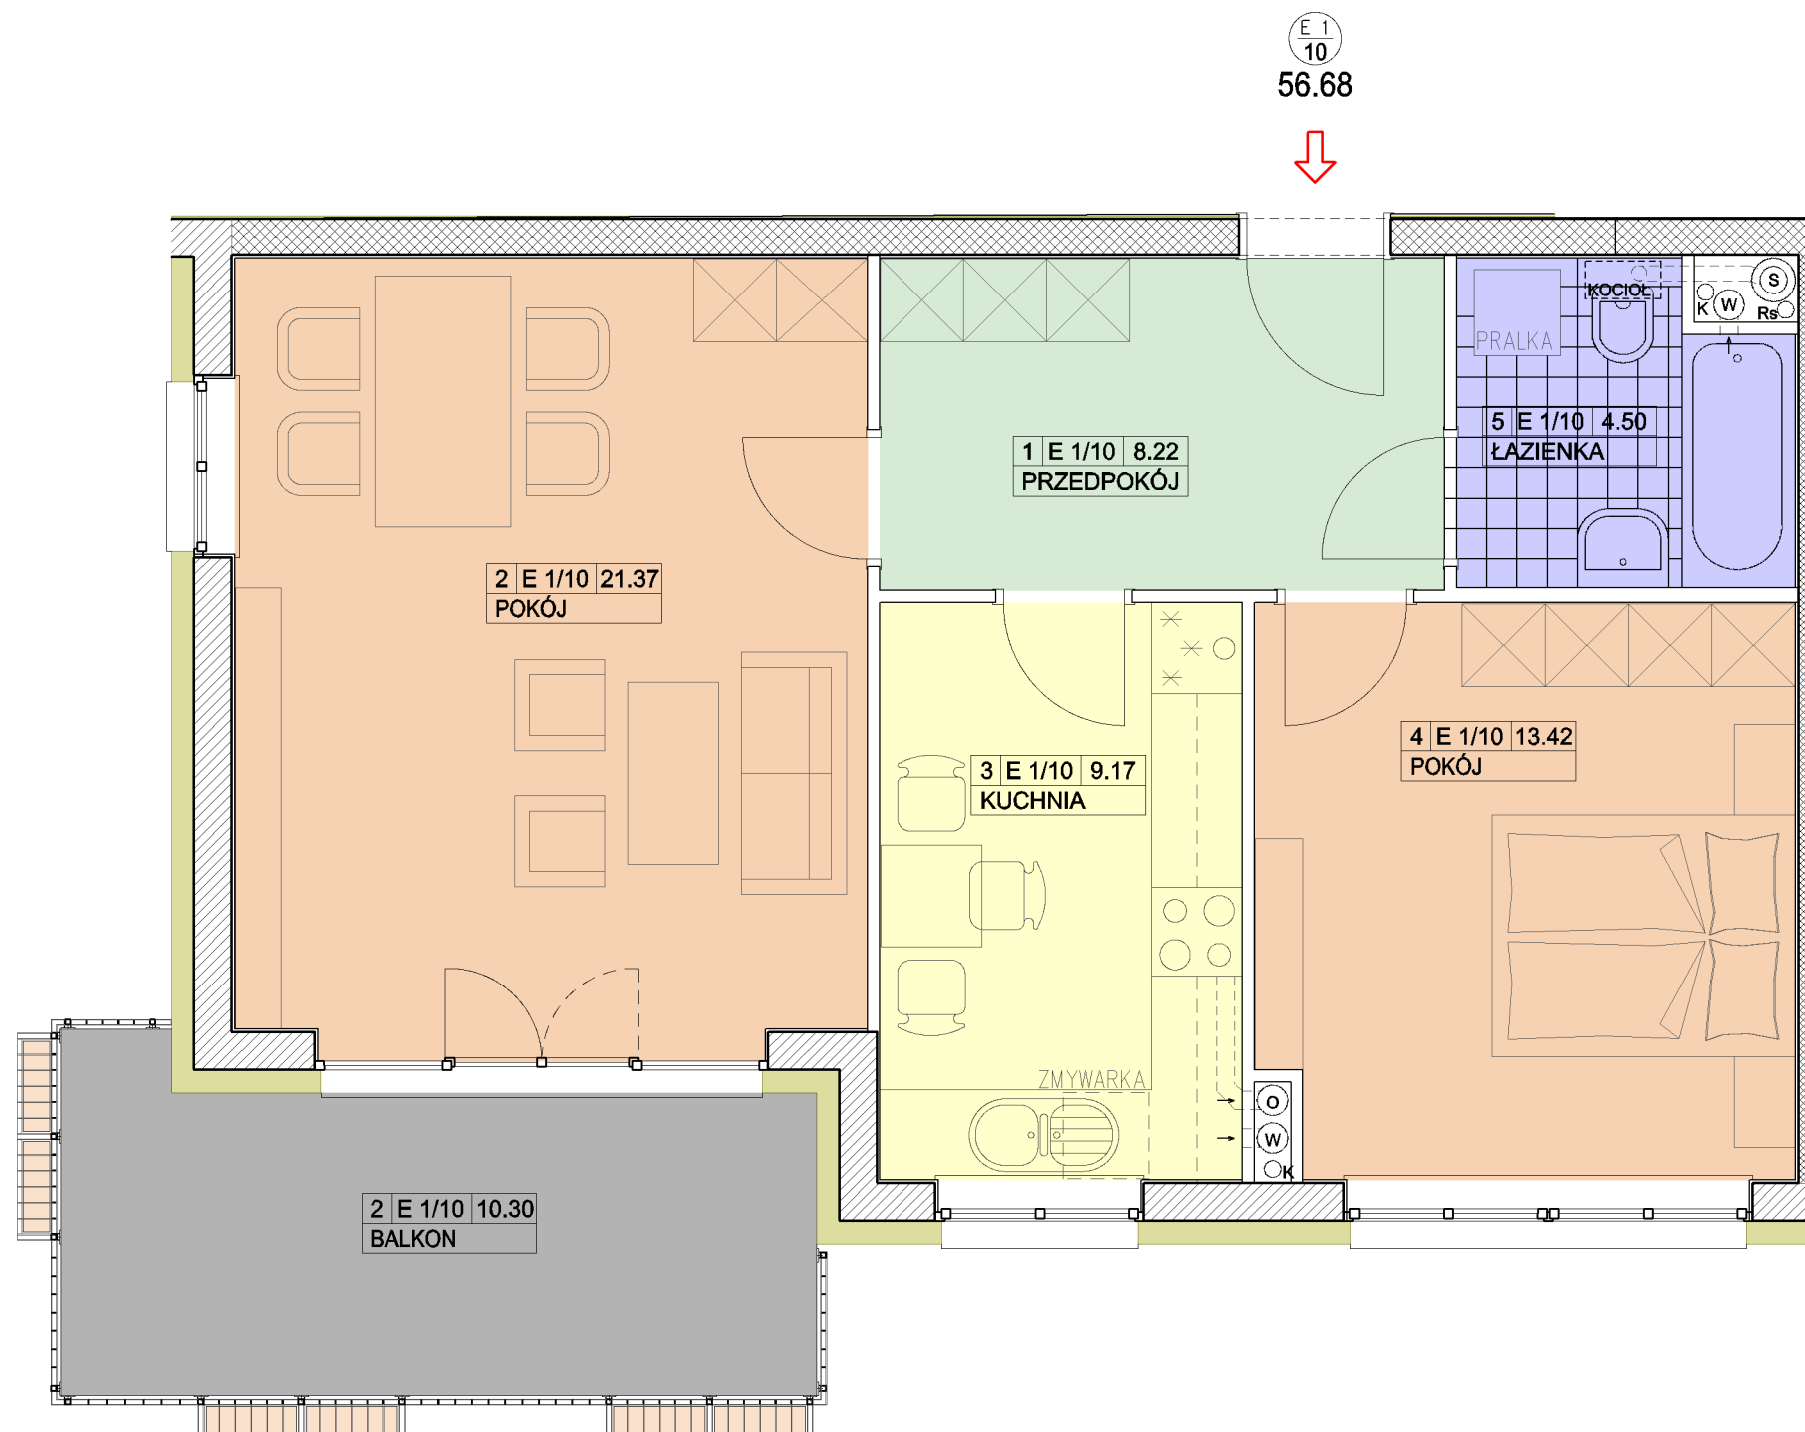 E 1
10
56.68
KOCIOŁ
S
K W Rs
PRALKA
5 E 1/10 4.50
ŁAZIENKA
1 E 1/10 8.22
PRZEDPOKÓJ
2 E 1/10 21.37
POKÓJ
4 E 1/10 13.42
POKÓJ
3 E 1/10 9.17
KUCHNIA
ZMYWARKA
O
W
K
2 E 1/10 10.30
BALKON